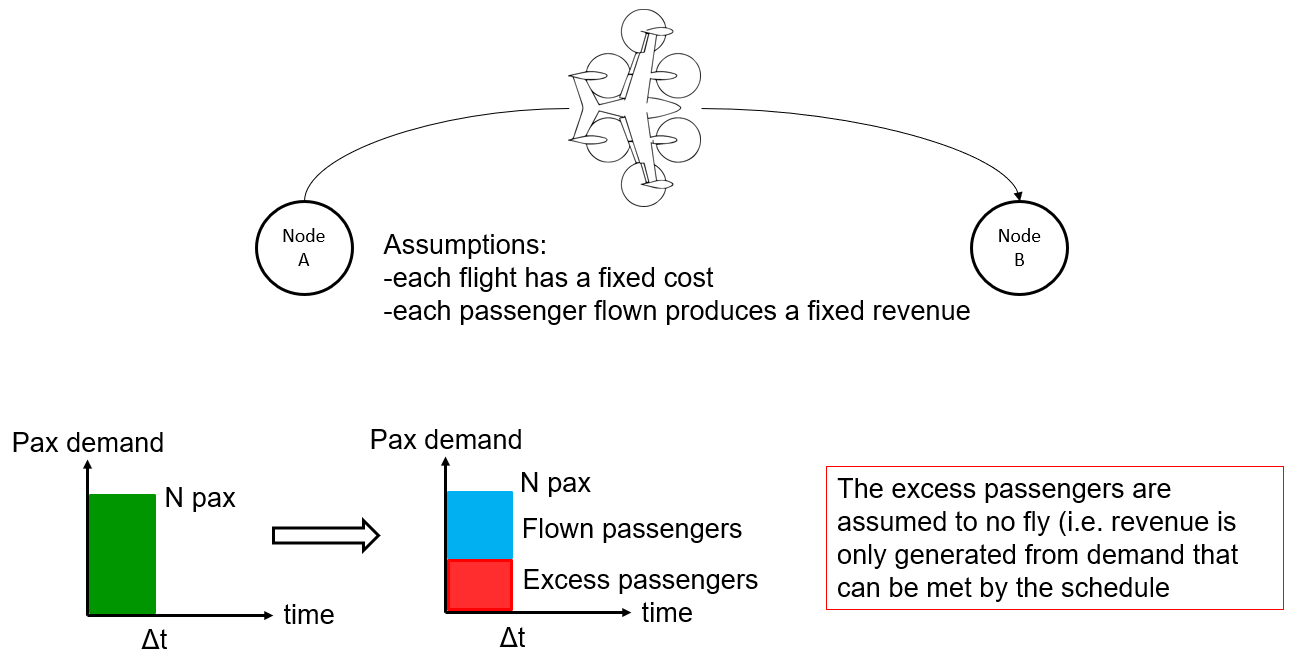 Node
A
Node
B
Assumptions:
-each flight has a fixed cost
-each passenger flown produces a fixed revenue
Pax demand
N pax
time
Δt
Pax demand
N pax
Flown passengers
Excess passengers
time
Δt
The excess passengers are
assumed to no fly (i.e. revenue is
only generated from demand that
can be met by the schedule